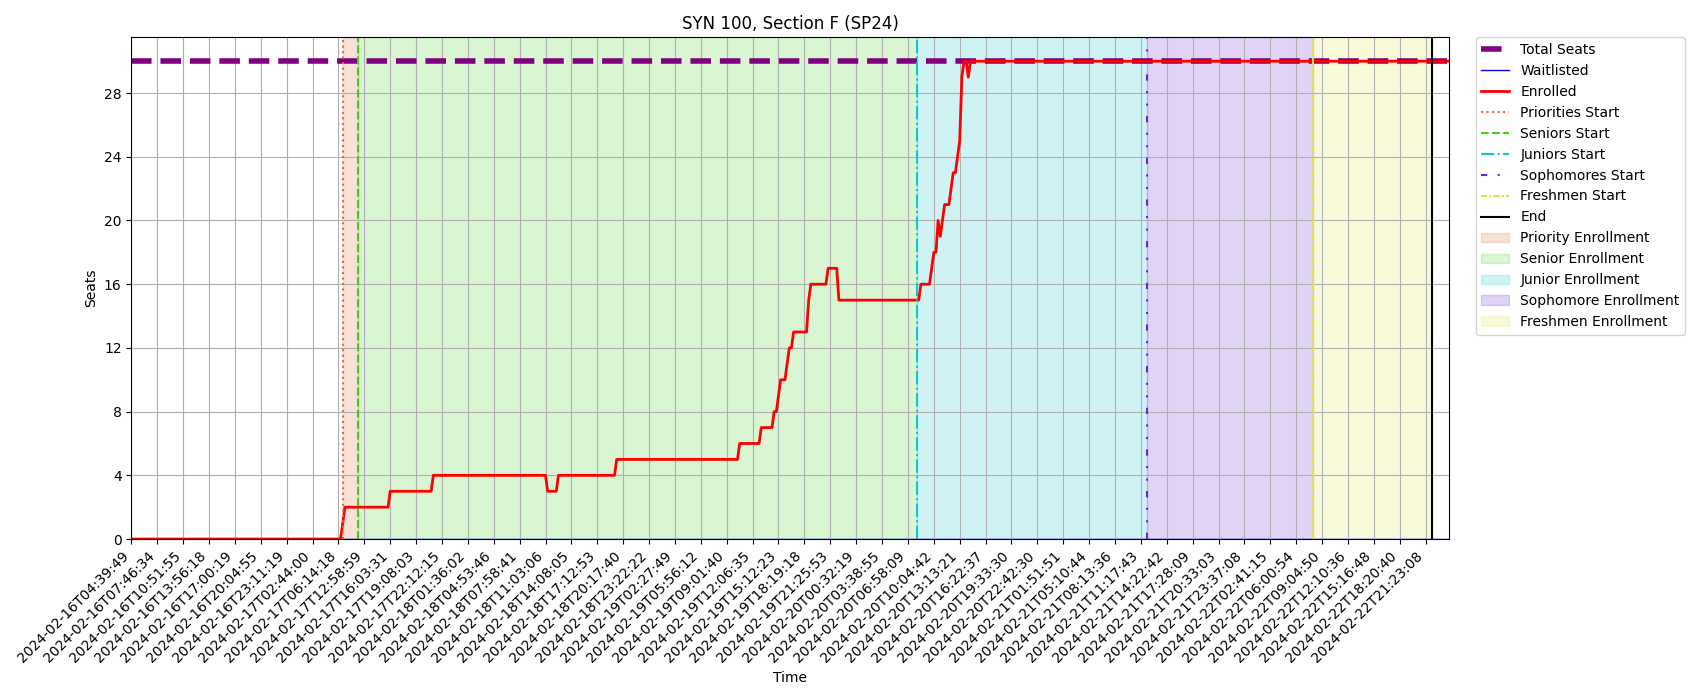 SYN 100, Section F (SP24)
Total Seats
Waitlisted
Enrolled
Priorities Start
Seniors Start
Juniors Start
Sophomores Start
Freshmen Start
End
Priority Enrollment
Senior Enrollment
Junior Enrollment
Sophomore Enrollment
Freshmen Enrollment
Seats
28
24
20
16
12
8
4
0
2024-02-16T04:39:49
2024-02-16T07:46:34
2024-02-16T10:51:55
2024-02-16T13:56:18
2024-02-16T17:00:19
2024-02-16T20:04:55
2024-02-16T23:11:19
2024-02-17T02:44:00
2024-02-17T06:14:18
2024-02-17T12:58:59
2024-02-17T16:03:31
2024-02-17T19:08:03
2024-02-17T22:12:15
2024-02-18T01:36:02
2024-02-18T04:53:46
2024-02-18T07:58:41
2024-02-18T11:03:06
2024-02-18T14:08:05
2024-02-18T17:12:53
2024-02-18T20:17:40
2024-02-18T23:22:22
2024-02-19T02:27:49
2024-02-19T05:56:12
2024-02-19T09:01:40
2024-02-19T12:06:35
2024-02-19T15:12:23
2024-02-19T18:19:18
2024-02-19T21:25:53
2024-02-20T00:32:19
2024-02-20T03:38:55
2024-02-20T06:58:09
2024-02-20T10:04:42
2024-02-20T13:13:21
2024-02-20T16:22:37
2024-02-20T19:33:30
2024-02-20T22:42:30
2024-02-21T01:51:51
2024-02-21T05:10:44
2024-02-21T08:13:36
2024-02-21T11:17:43
2024-02-21T14:22:42
2024-02-21T17:28:09
2024-02-21T20:33:03
2024-02-21T23:37:08
2024-02-22T02:41:15
2024-02-22T06:00:54
2024-02-22T09:04:50
2024-02-22T12:10:36
2024-02-22T15:16:48
2024-02-22T18:20:40
2024-02-22T21:23:08
Time